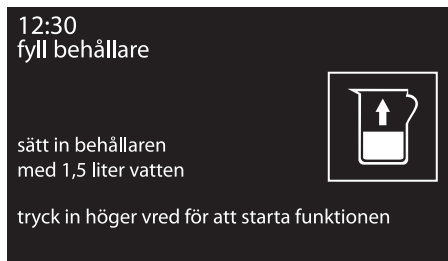 12:30
fyll behållare
sätt in behållaren
med 1,5 liter vatten
tryck in höger vred för att starta funktionen